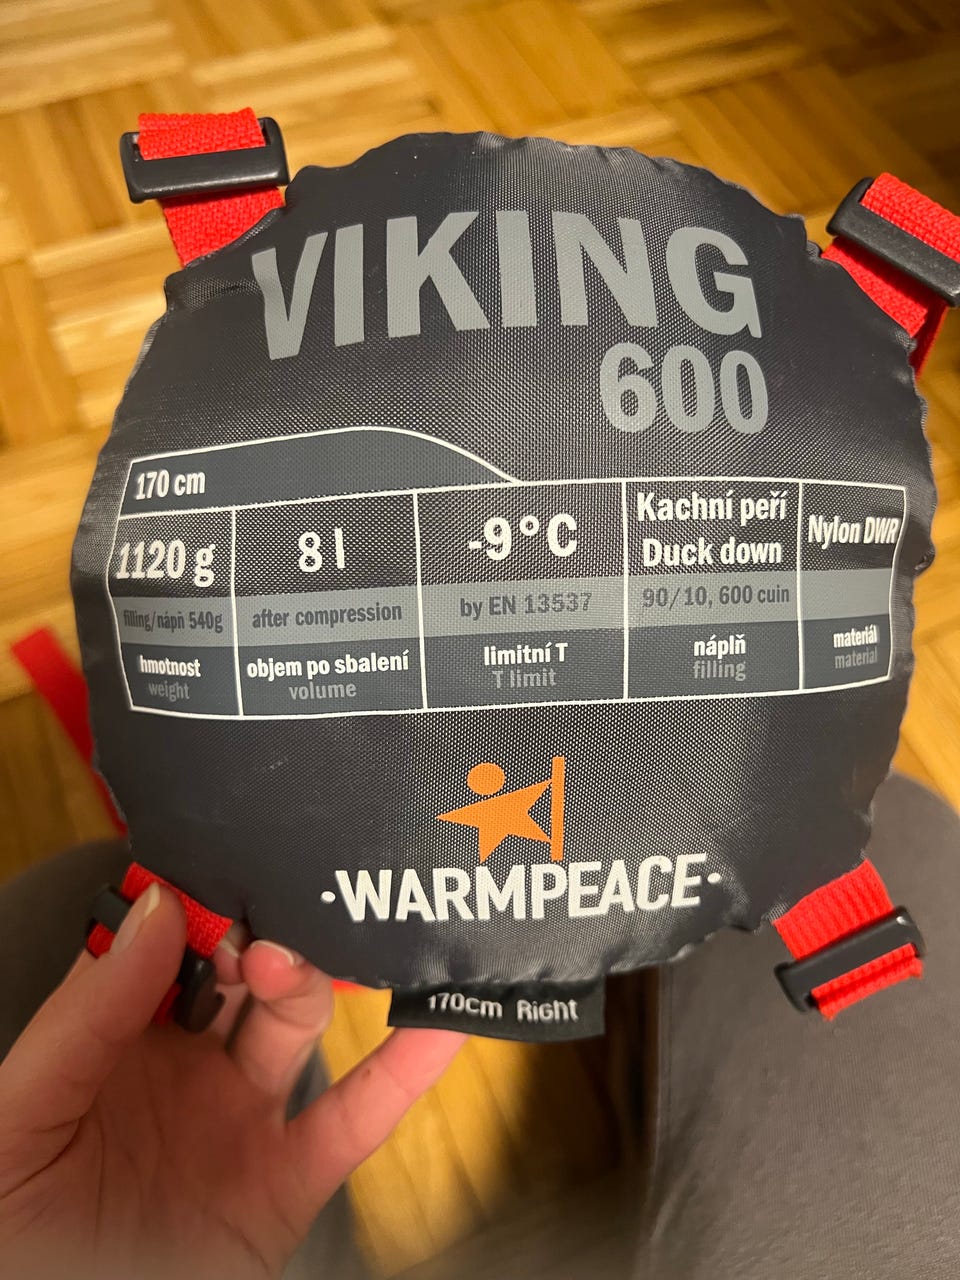 VIKING
600
170 cm
1120 g
filling/náplň 540g
hmotnost
weight
8 l
after compression
objem po sbalení
volume
-9°C
by EN 13537
limitní T
T limit
Kachní peří
Duck down
90/10, 600 cuin
náplň
filling
Nylon DWR
materiál
material
·WARMPEACE·
170cm Right